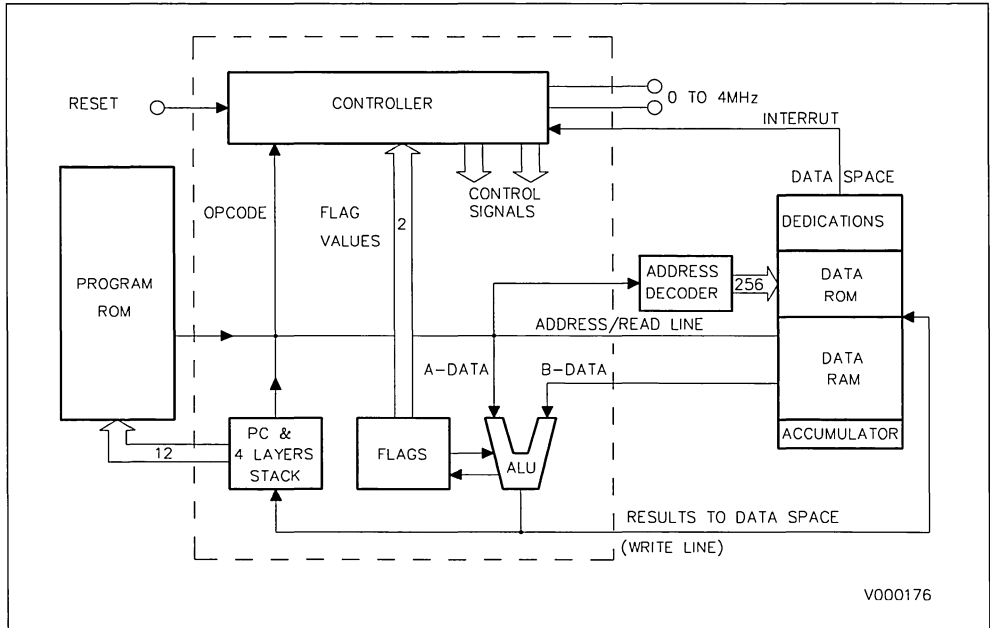 RESET
CONTROLLER
0 TO 4MHz
INTERRUT
DATA SPACE
OPCODE
FLAG
VALUES
2
CONTROL
SIGNALS
DEDICATIONS
PROGRAM
ROM
ADDRESS
DECODER
256
DATA
ROM
ADDRESS/READ LINE
A-DATA
B-DATA
DATA
RAM
12
PC &
4 LAYERS
STACK
FLAGS
ALU
ACCUMULATOR
RESULTS TO DATA SPACE
(WRITE LINE)
V000176